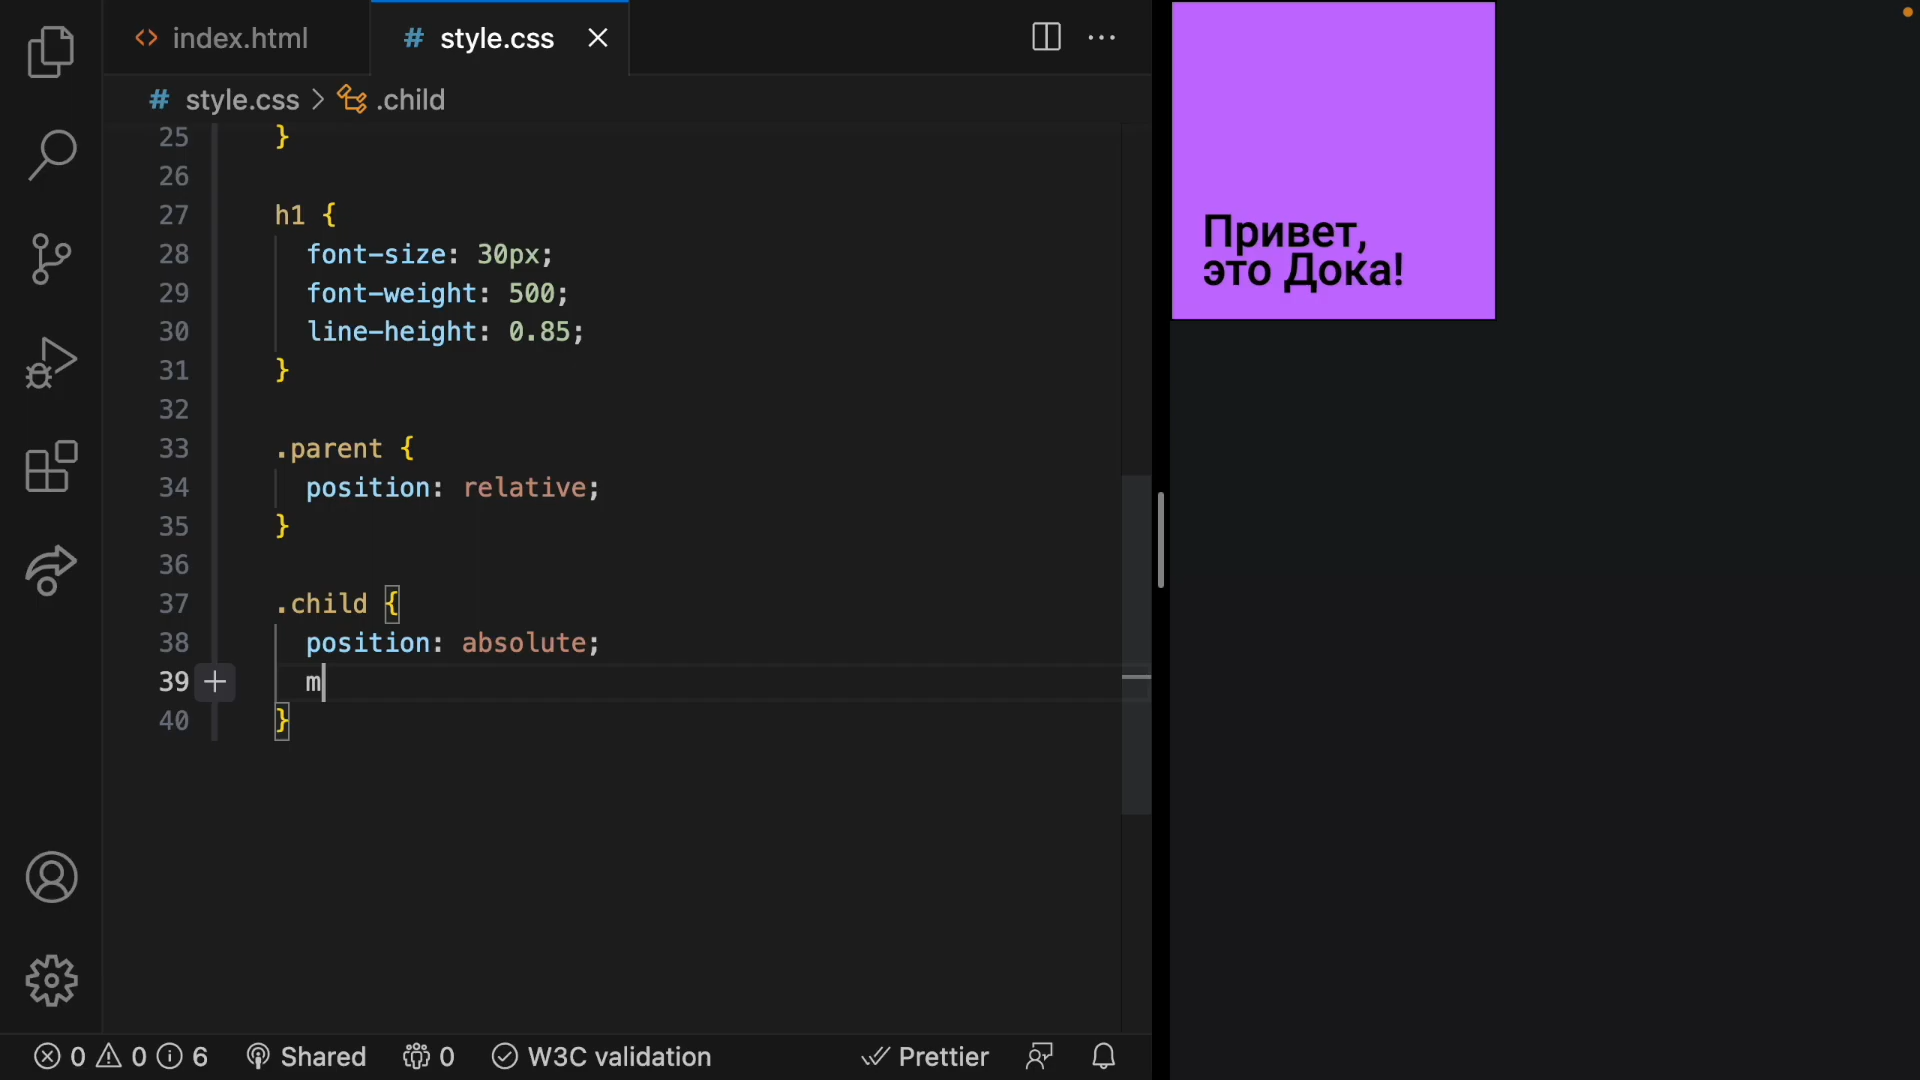 index.html
style.css
style.css > .child
25 }
26
27 h1 {
28 font-size: 30px;
29 font-weight: 500;
30 line-height: 0.85;
31 }
32
33 .parent {
34 position: relative;
35 }
36
37 .child {
38 position: absolute;
39 m
40 }
0 0 6 Shared 0 W3C validation Prettier
Привет,
это Дока!